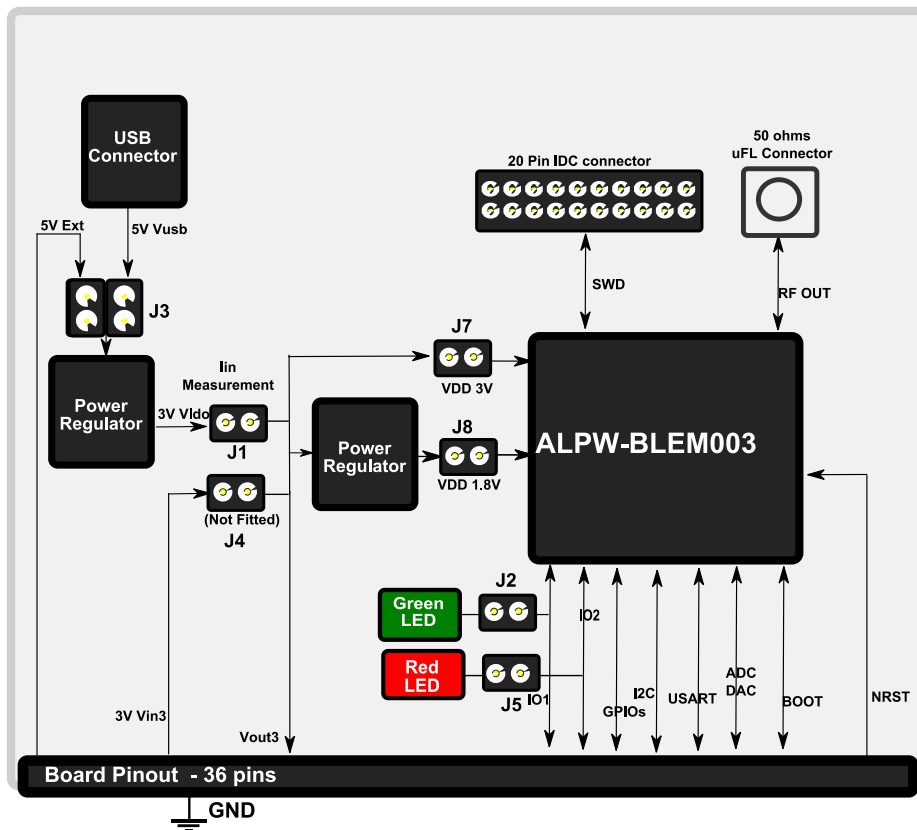 USB
Connector
50 ohms
uFL Connector
20 Pin IDC connector
5V Ext
5V Vusb
SWD
RF OUT
J3
J7
Iin
Measurement
VDD 3V
Power
Regulator
3V Vldo
J1
J8
Power
Regulator
ALPW-BLEM003
VDD 1.8V
(Not Fitted)
J4
J2
Green
LED
IO2
Red
LED
J5
IO1
GPIOs
I2C
USART
ADC
DAC
BOOT
NRST
3V Vin3
Vout3
Board Pinout - 36 pins
GND